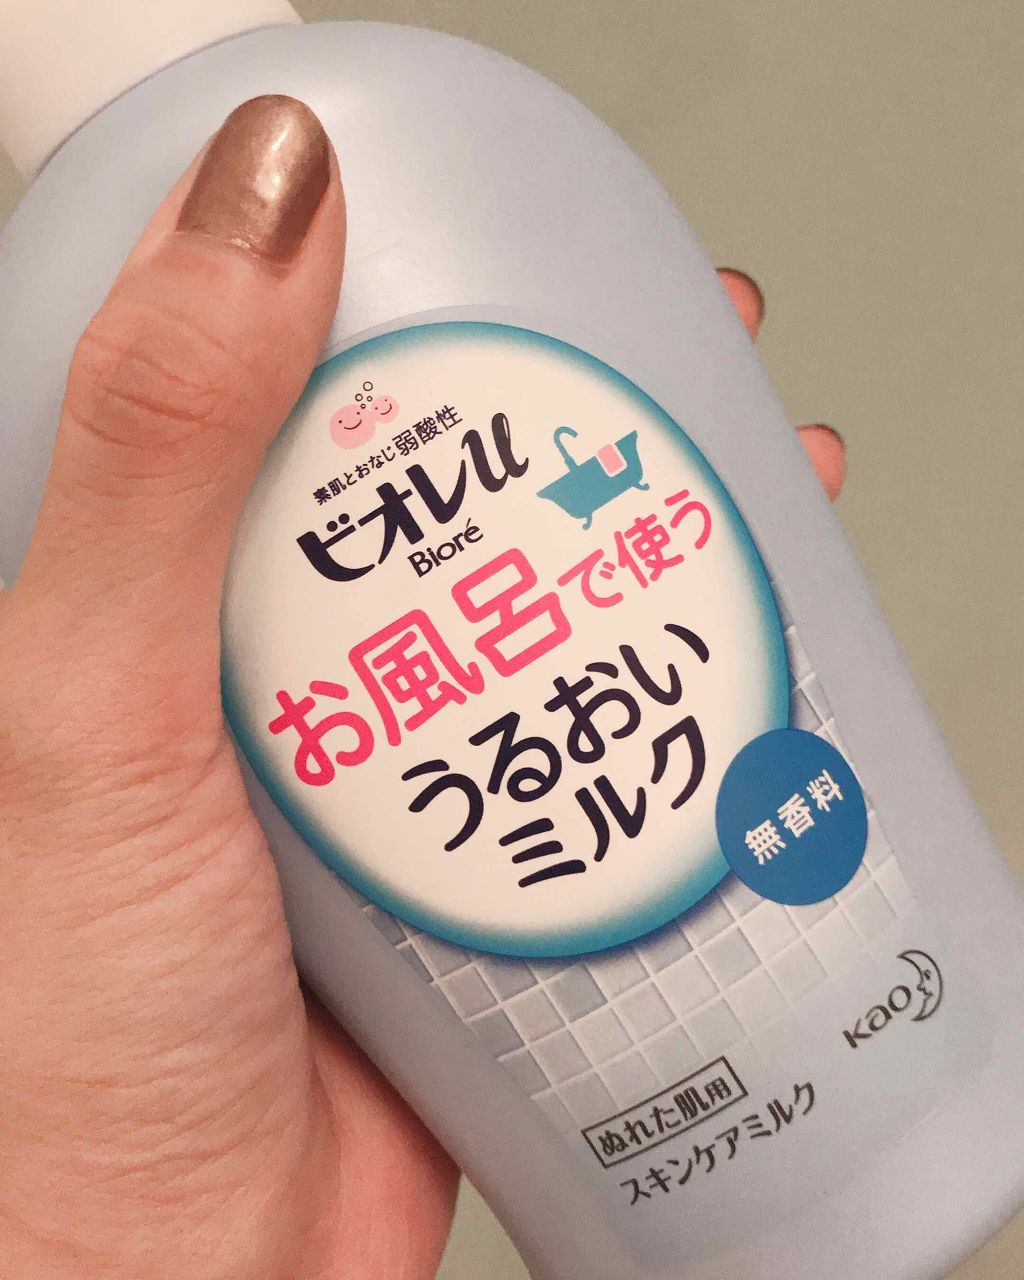 素肌とおなじ弱酸性
ビオレu
Bioré
お風呂で使う
うるおい
ミルク
無香料
Kao
ぬれた肌用
スキンケアミルク